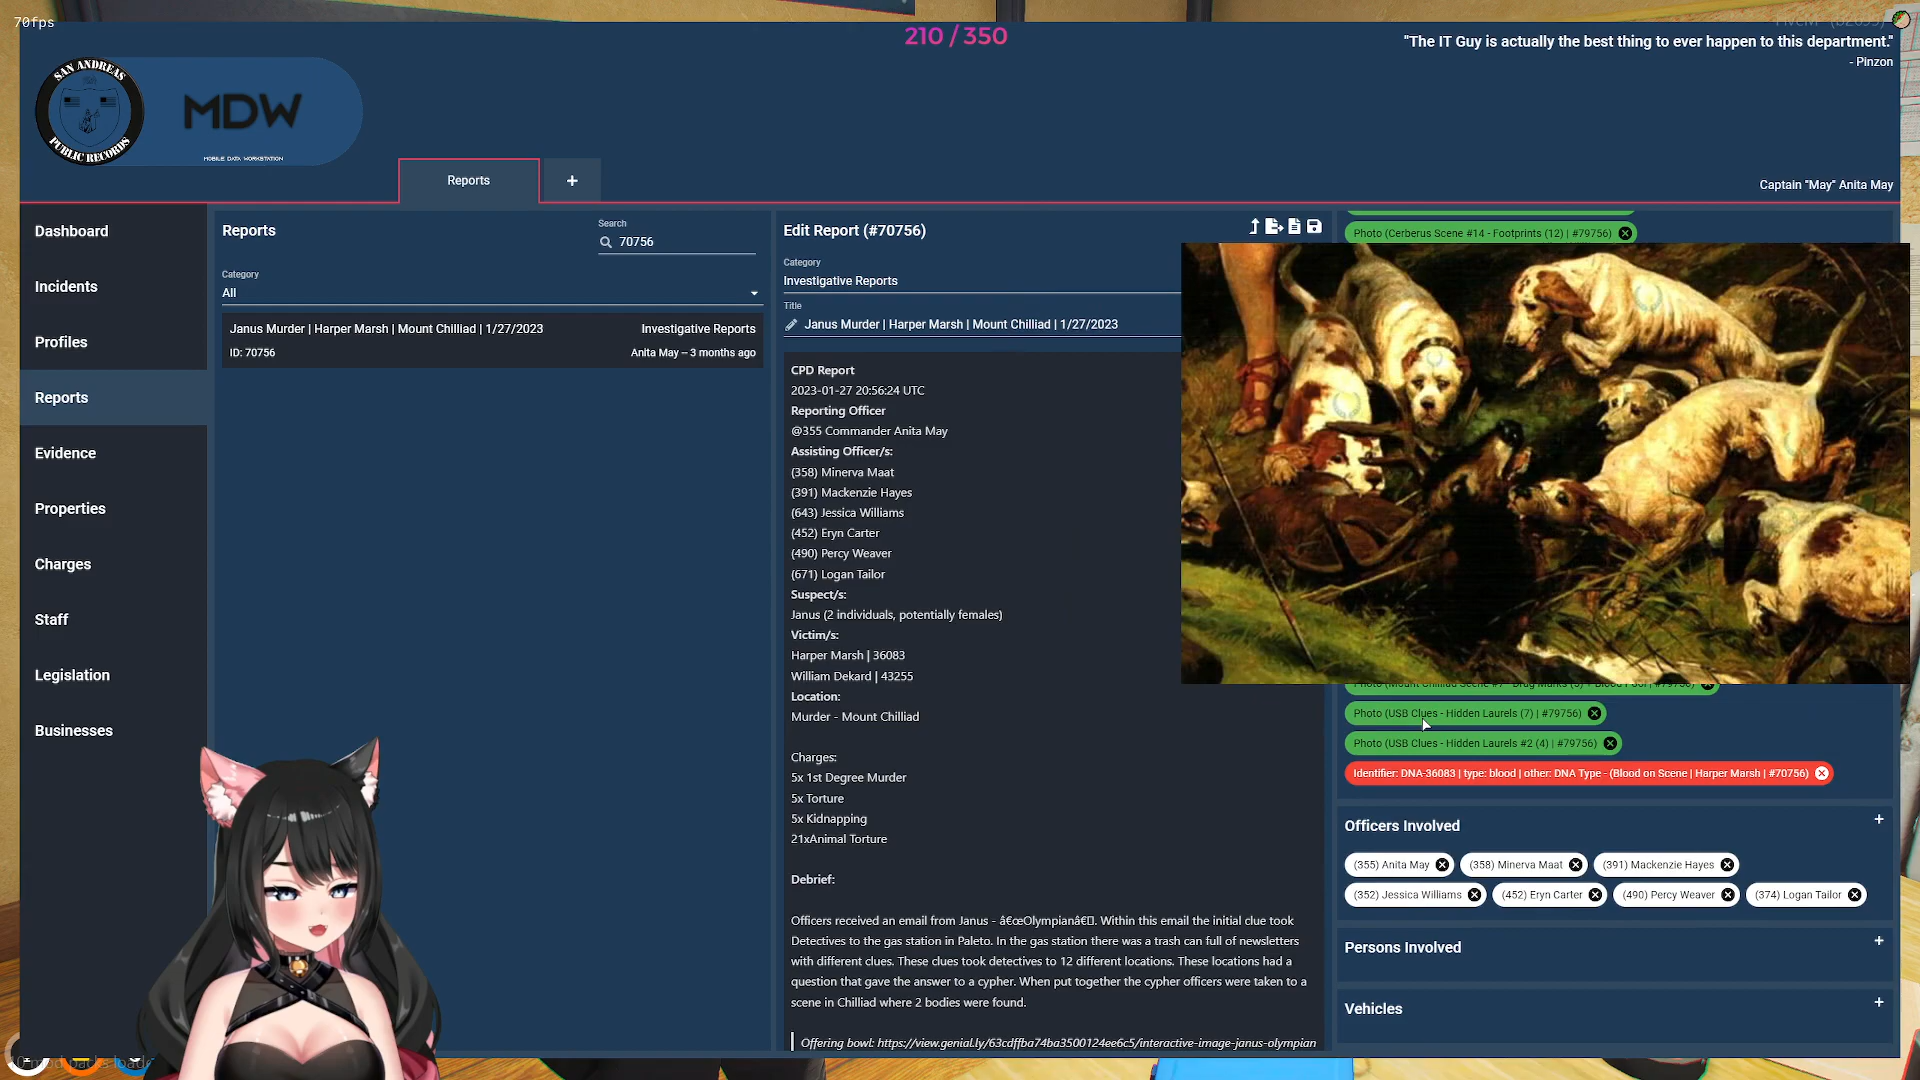 70fps
210 / 350
"The IT Guy is actually the best thing to ever happen to this department."
- Pinzon
SAN ANDREAS
PUBLIC RECORDS
MDW
MOBILE DATA WORKSTATION
Reports
+
Captain "May" Anita May
Dashboard
Incidents
Profiles
Reports
Evidence
Properties
Charges
Staff
Legislation
Businesses
Reports
Search
70756
Category
All
Janus Murder | Harper Marsh | Mount Chilliad | 1/27/2023
Investigative Reports
ID: 70756
Anita May – 3 months ago
Edit Report (#70756)
Category
Investigative Reports
Title
Janus Murder | Harper Marsh | Mount Chilliad | 1/27/2023
CPD Report
2023-01-27 20:56:24 UTC
Reporting Officer
@355 Commander Anita May
Assisting Officer/s:
(358) Minerva Maat
(391) Mackenzie Hayes
(643) Jessica Williams
(452) Eryn Carter
(490) Percy Weaver
(671) Logan Tailor
Suspect/s:
Janus (2 individuals, potentially females)
Victim/s:
Harper Marsh | 36083
William Dekard | 43255
Location:
Murder - Mount Chilliad
Charges:
5x 1st Degree Murder
5x Torture
5x Kidnapping
21xAnimal Torture
Debrief:
Officers received an email from Janus - â€œOlympianâ€. Within this email the initial clue took
Detectives to the gas station in Paleto. In the gas station there was a trash can full of newsletters
with different clues. These clues took detectives to 12 different locations. These locations had a
question that gave the answer to a cypher. When put together the cypher officers were taken to a
scene in Chilliad where 2 bodies were found.
Offering bowl: https://view.genial.ly/63cdffba74ba3500124ee6c5/interactive-image-janus-olympian
Photo (Cerberus Scene #14 - Footprints (12) | #79756)
Photo (USB Clues - Hidden Laurels (7) | #79756)
Photo (USB Clues - Hidden Laurels #2 (4) | #79756)
Identifier: DNA-36083 | type: blood | other: DNA Type - (Blood on Scene | Harper Marsh | #70756)
Officers Involved
+
(355) Anita May
(358) Minerva Maat
(391) Mackenzie Hayes
(352) Jessica Williams
(452) Eryn Carter
(490) Percy Weaver
(374) Logan Tailor
Persons Involved
+
Vehicles
+